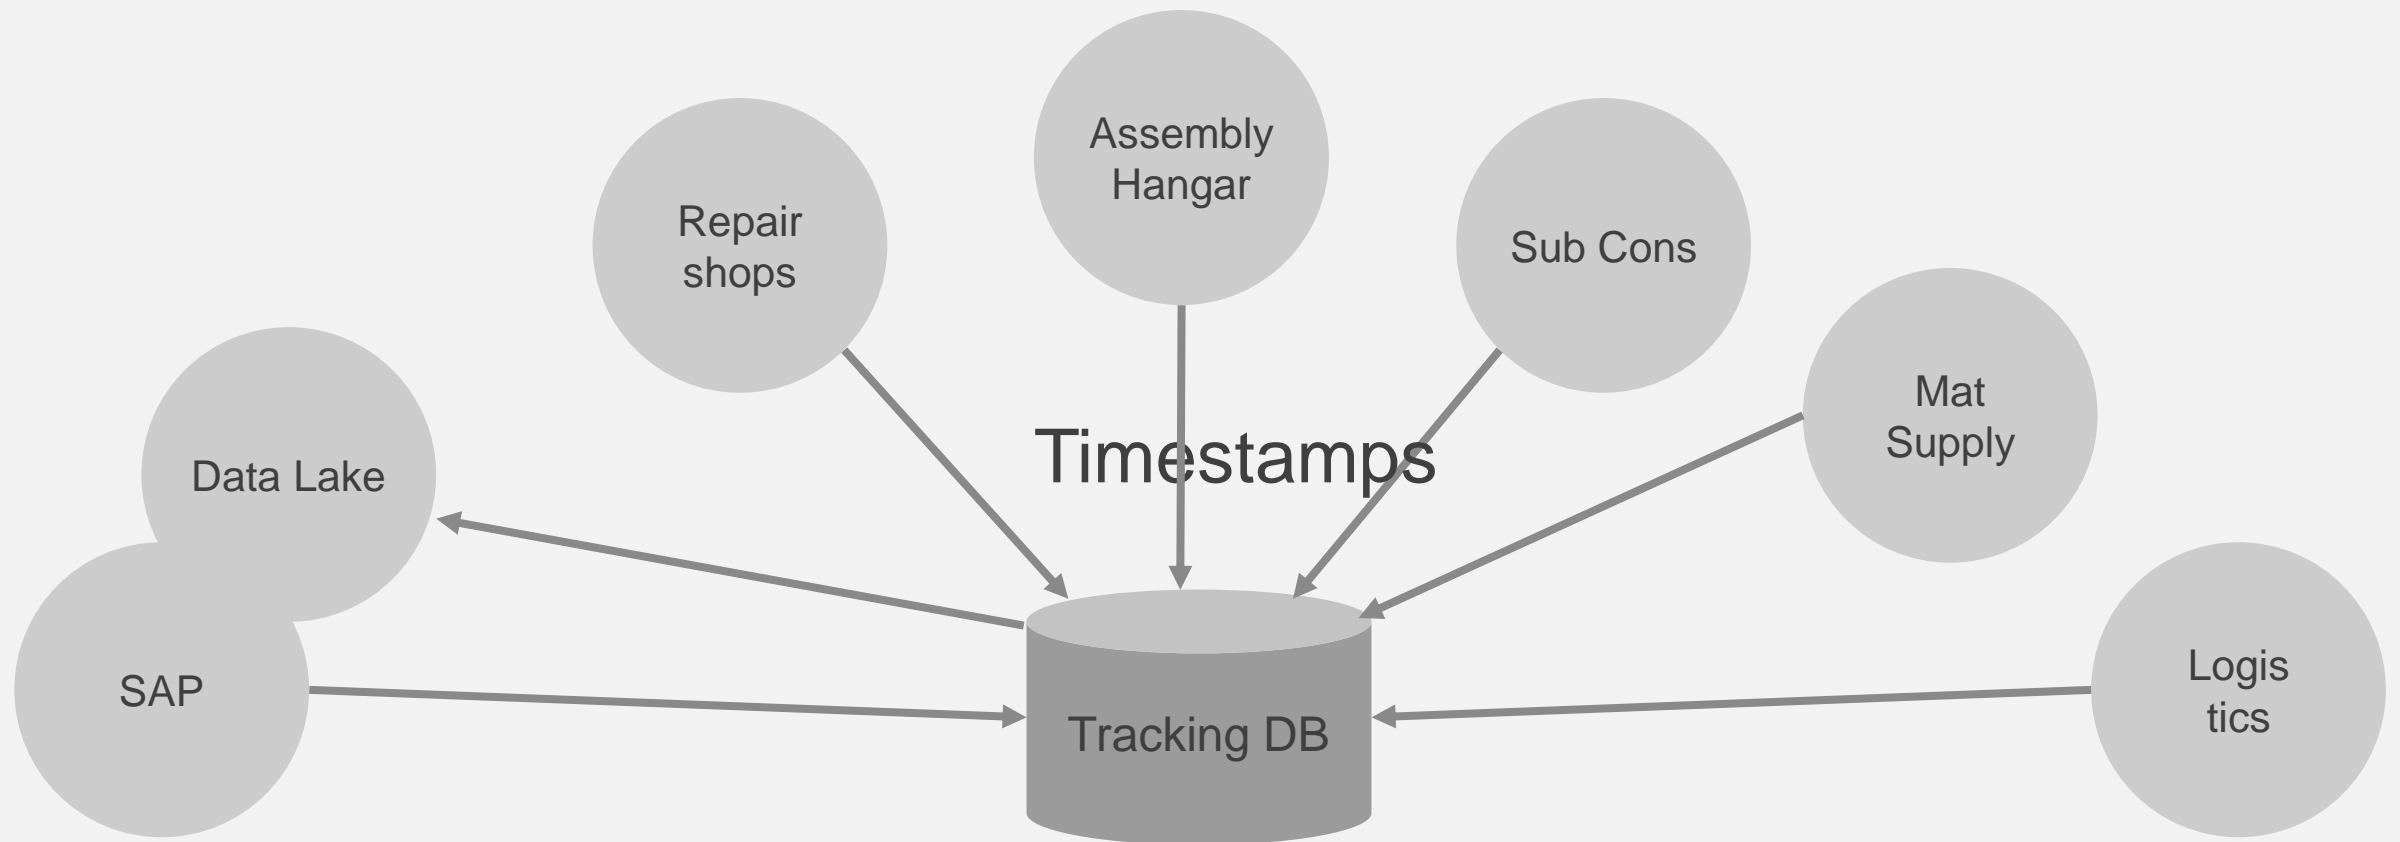 Assembly
Hangar
Repair
shops
Sub Cons
Mat
Supply
Timestamps
Data Lake
SAP
Logis
tics
Tracking DB